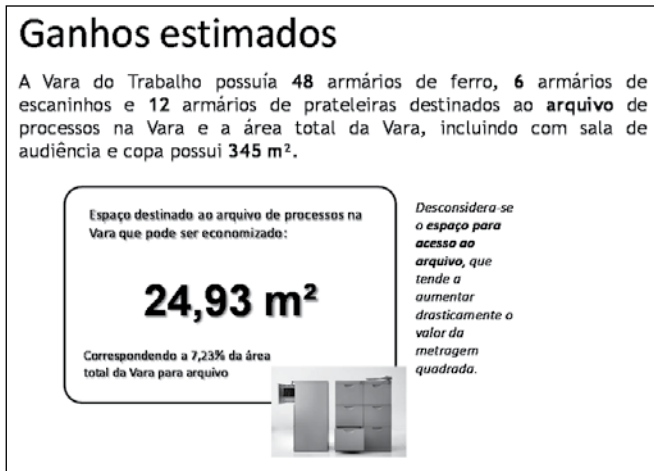 Ganhos estimados
A Vara do Trabalho possuía 48 armários de ferro, 6 armários de
escaninhos e 12 armários de prateleiras destinados ao arquivo de
processos na Vara e a área total da Vara, incluindo com sala de
audiência e copa possui 345 m².
Espaço destinado ao arquivo de processos na
Vara que pode ser economizado:
24,93 m²
Correspondendo a 7,23% da área
total da Vara para arquivo
Desconsidera-se
o espaço para
acesso ao
arquivo, que
tende a
aumentar
drasticamente o
valor da
metragem
quadrada.